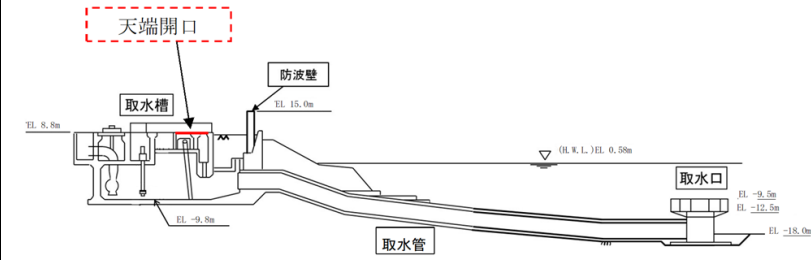 天端開口
防波壁
取水槽
EL 15.0m
EL 8.8m
(H.W.L.)EL 0.58m
取水口
EL -9.5m
EL -12.5m
EL -9.8m
EL -18.0m
取水管